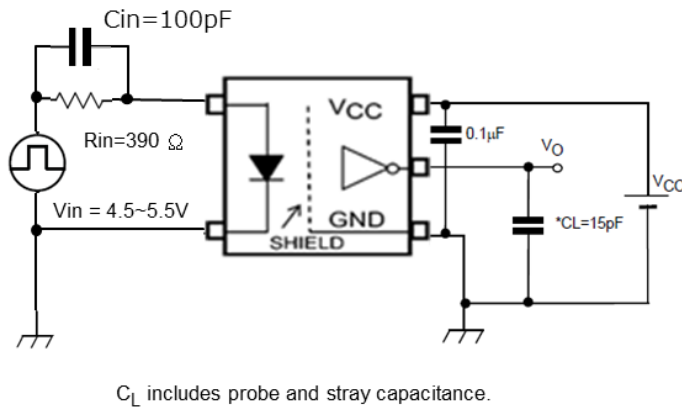 Cin=100pF
Rin=390 Ω
Vin = 4.5~5.5V
VCC
GND
SHIELD
0.1µF
VO
VCC
*CL=15pF
CL includes probe and stray capacitance.